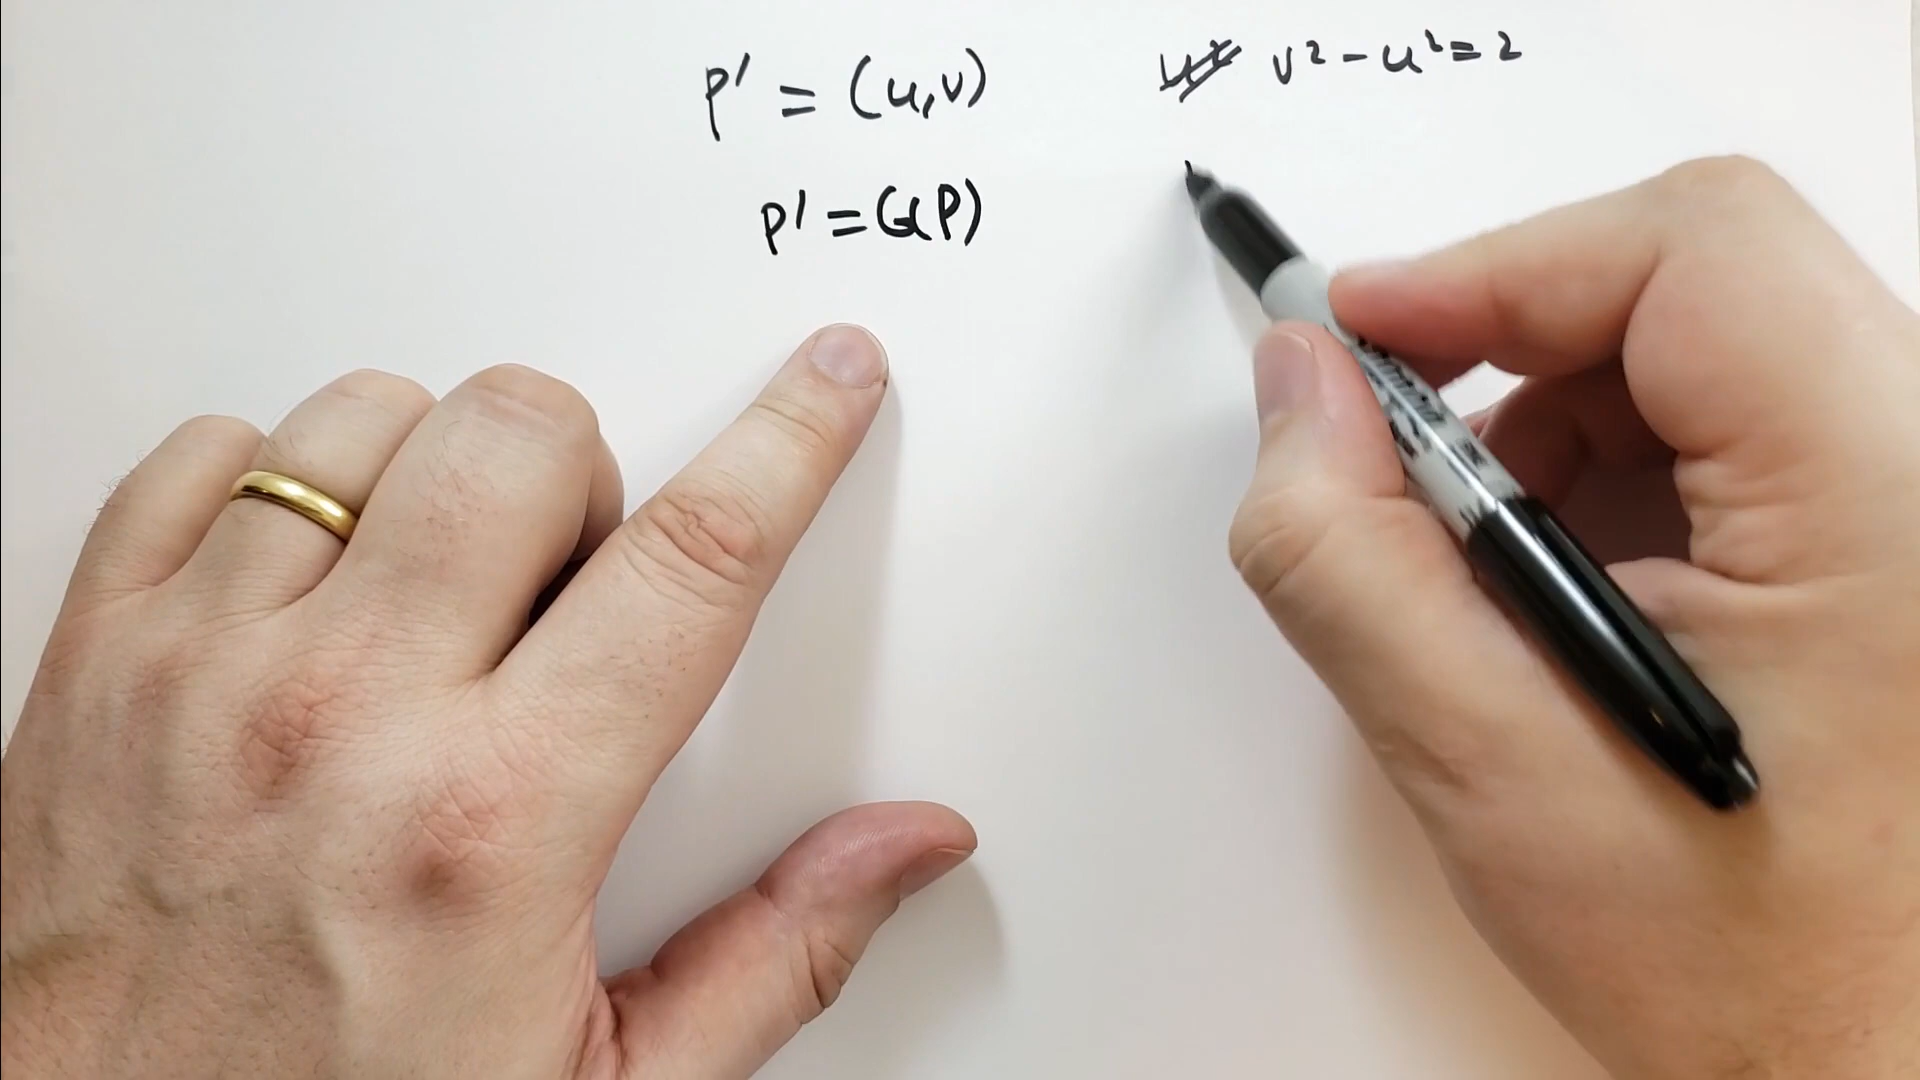 P' = (u,v)
v² - u² = 2
P' = G(P)